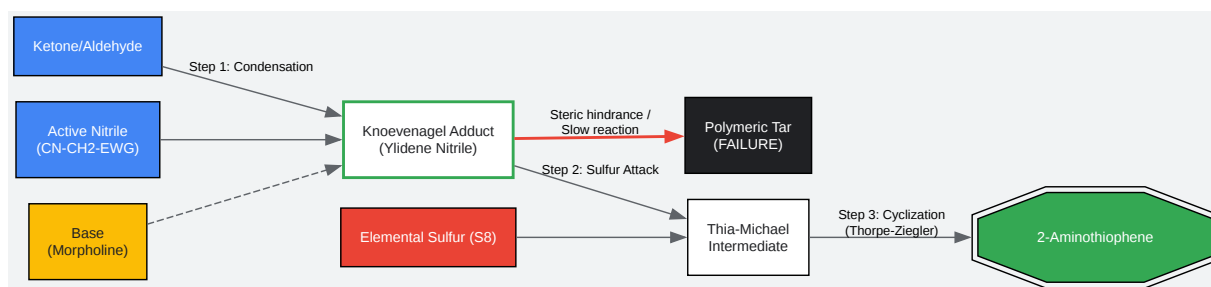 Ketone/Aldehyde
Step 1: Condensation
Active Nitrile
(CN-CH2-EWG)
Base
(Morpholine)
Knoevenagel Adduct
(Ylidene Nitrile)
Steric hindrance /
Slow reaction
Polymeric Tar
(FAILURE)
Step 2: Sulfur Attack
Elemental Sulfur (S8)
Thia-Michael
Intermediate
Step 3: Cyclization
(Thorpe-Ziegler)
2-Aminothiophene